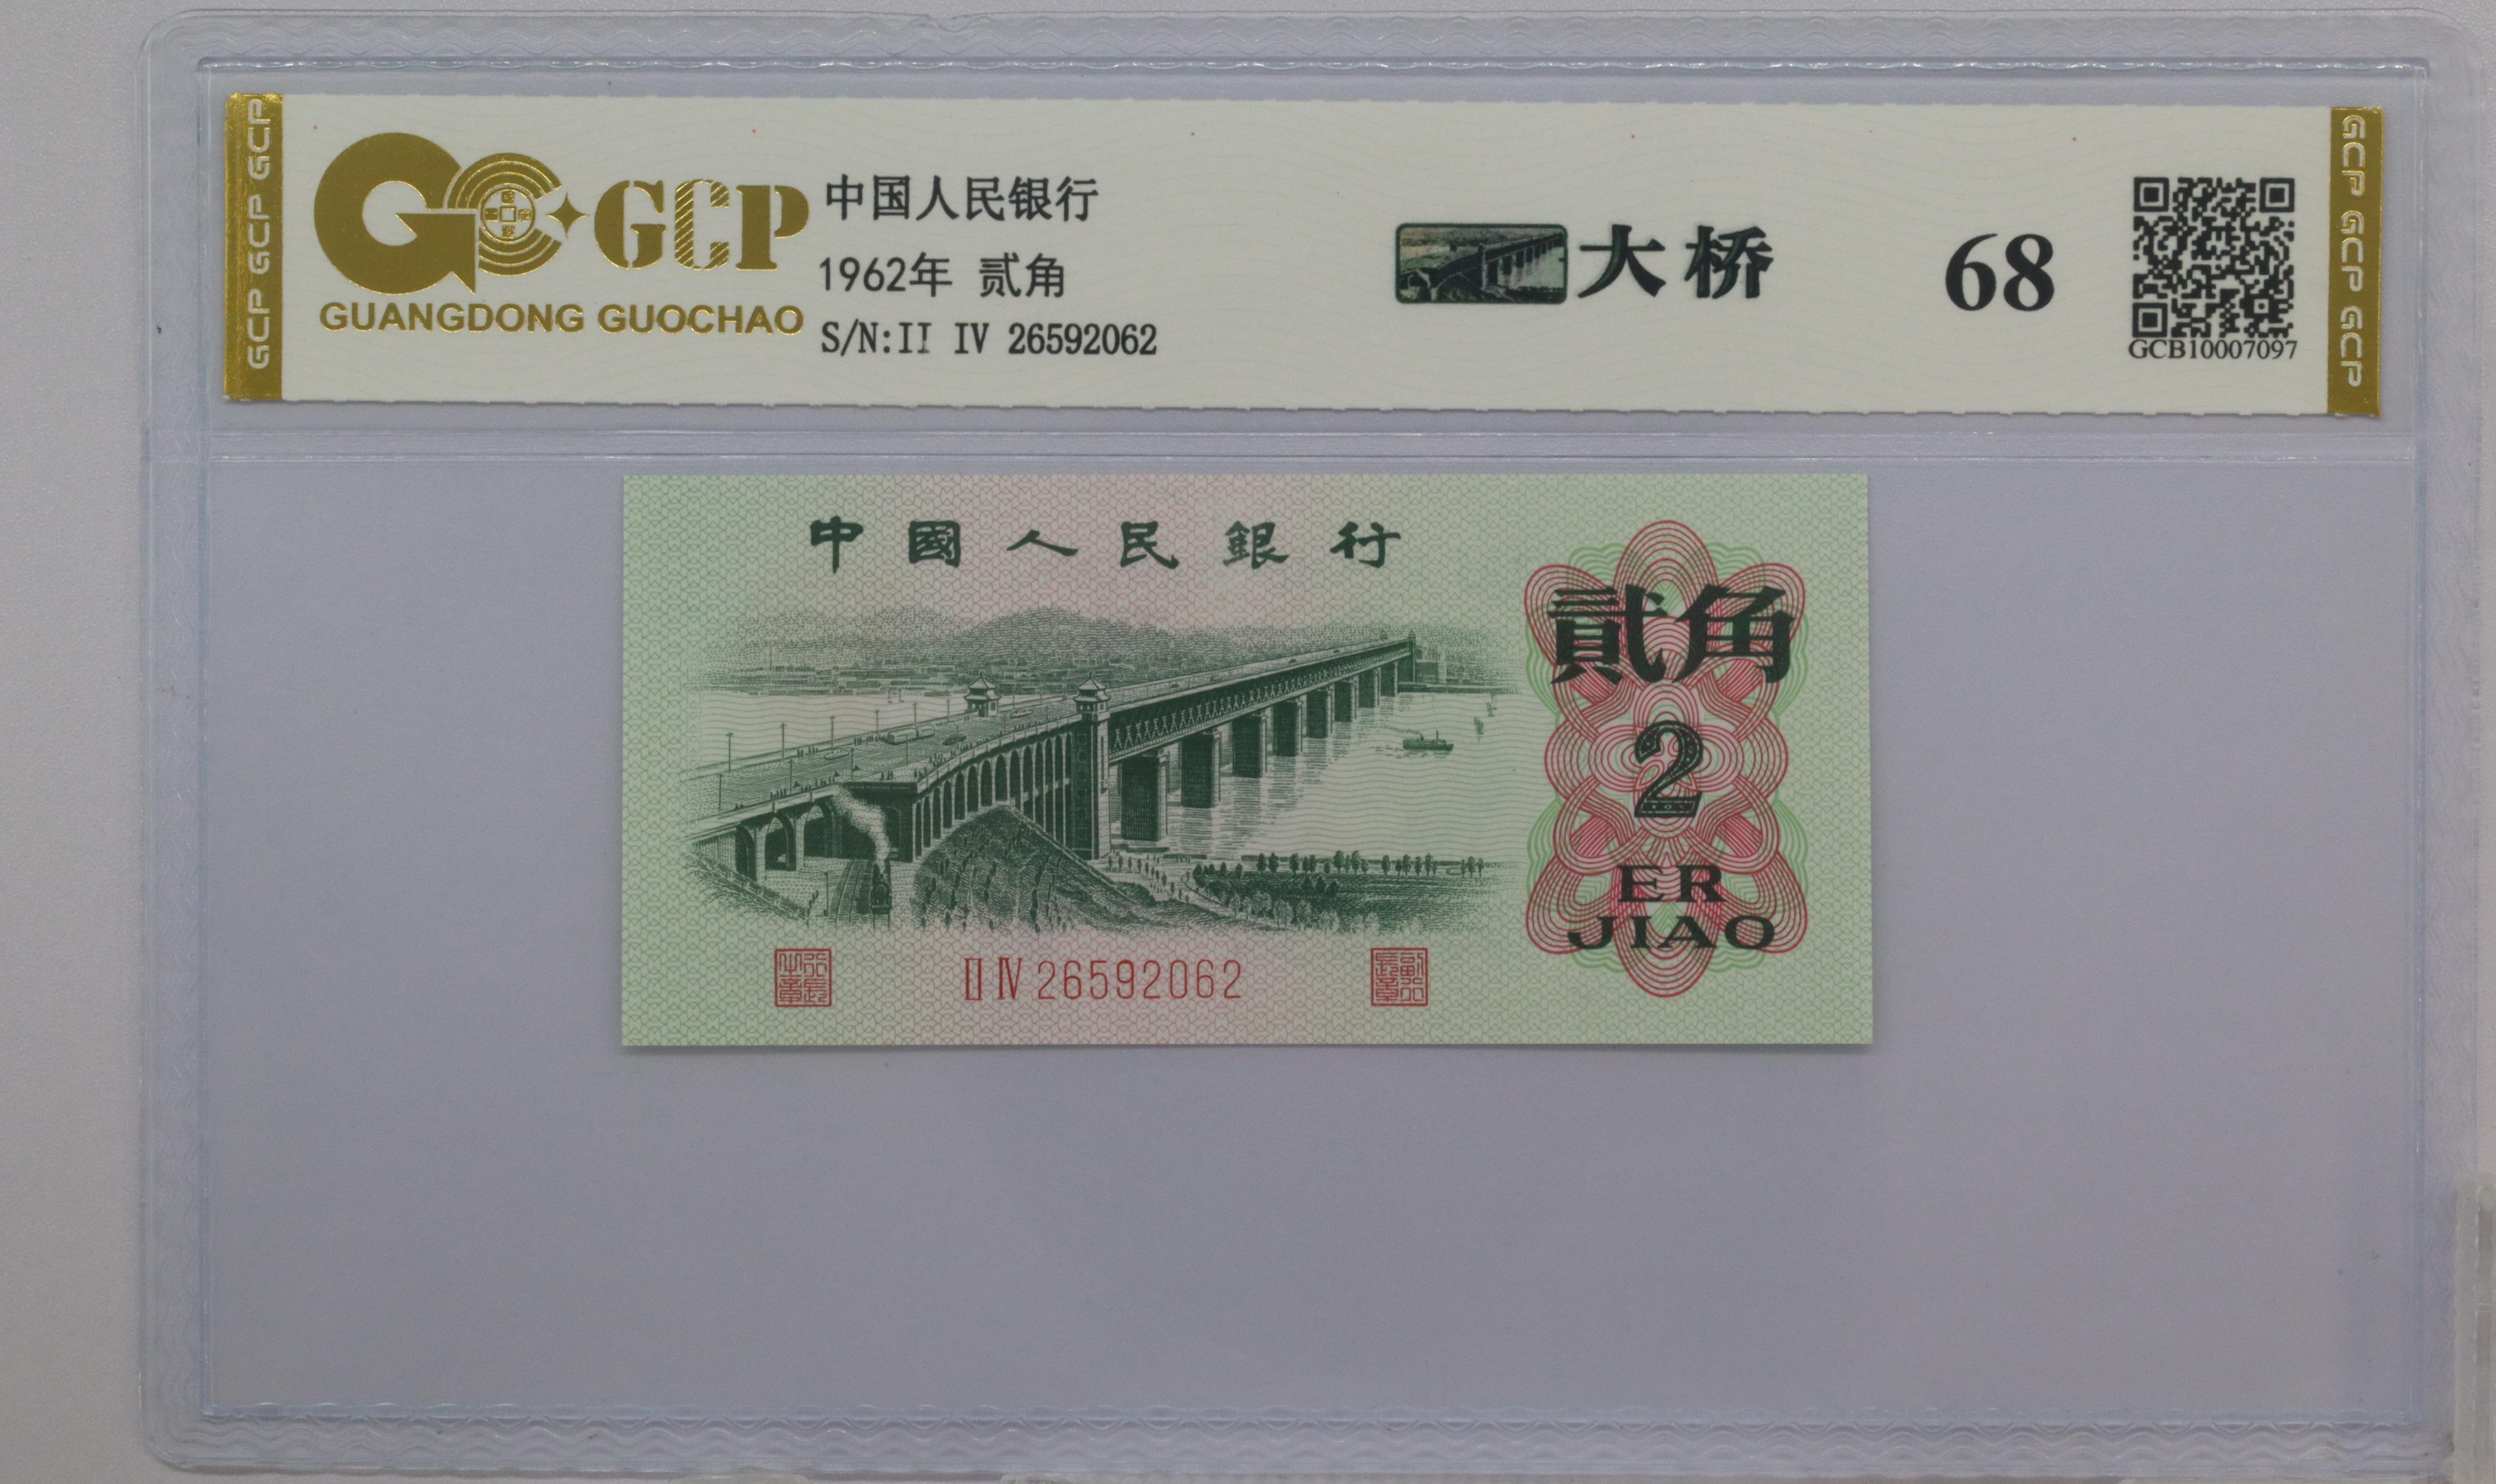 GCP GCP GCP
GCP
GUANGDONG GUOCHAO
中国人民银行
1962年 贰角
S/N:II IV 26592062
大桥
68
GCB10007097
GCP GCP GCP
中國人民銀行
貳角
2
ER
JIAO
II IV 26592062